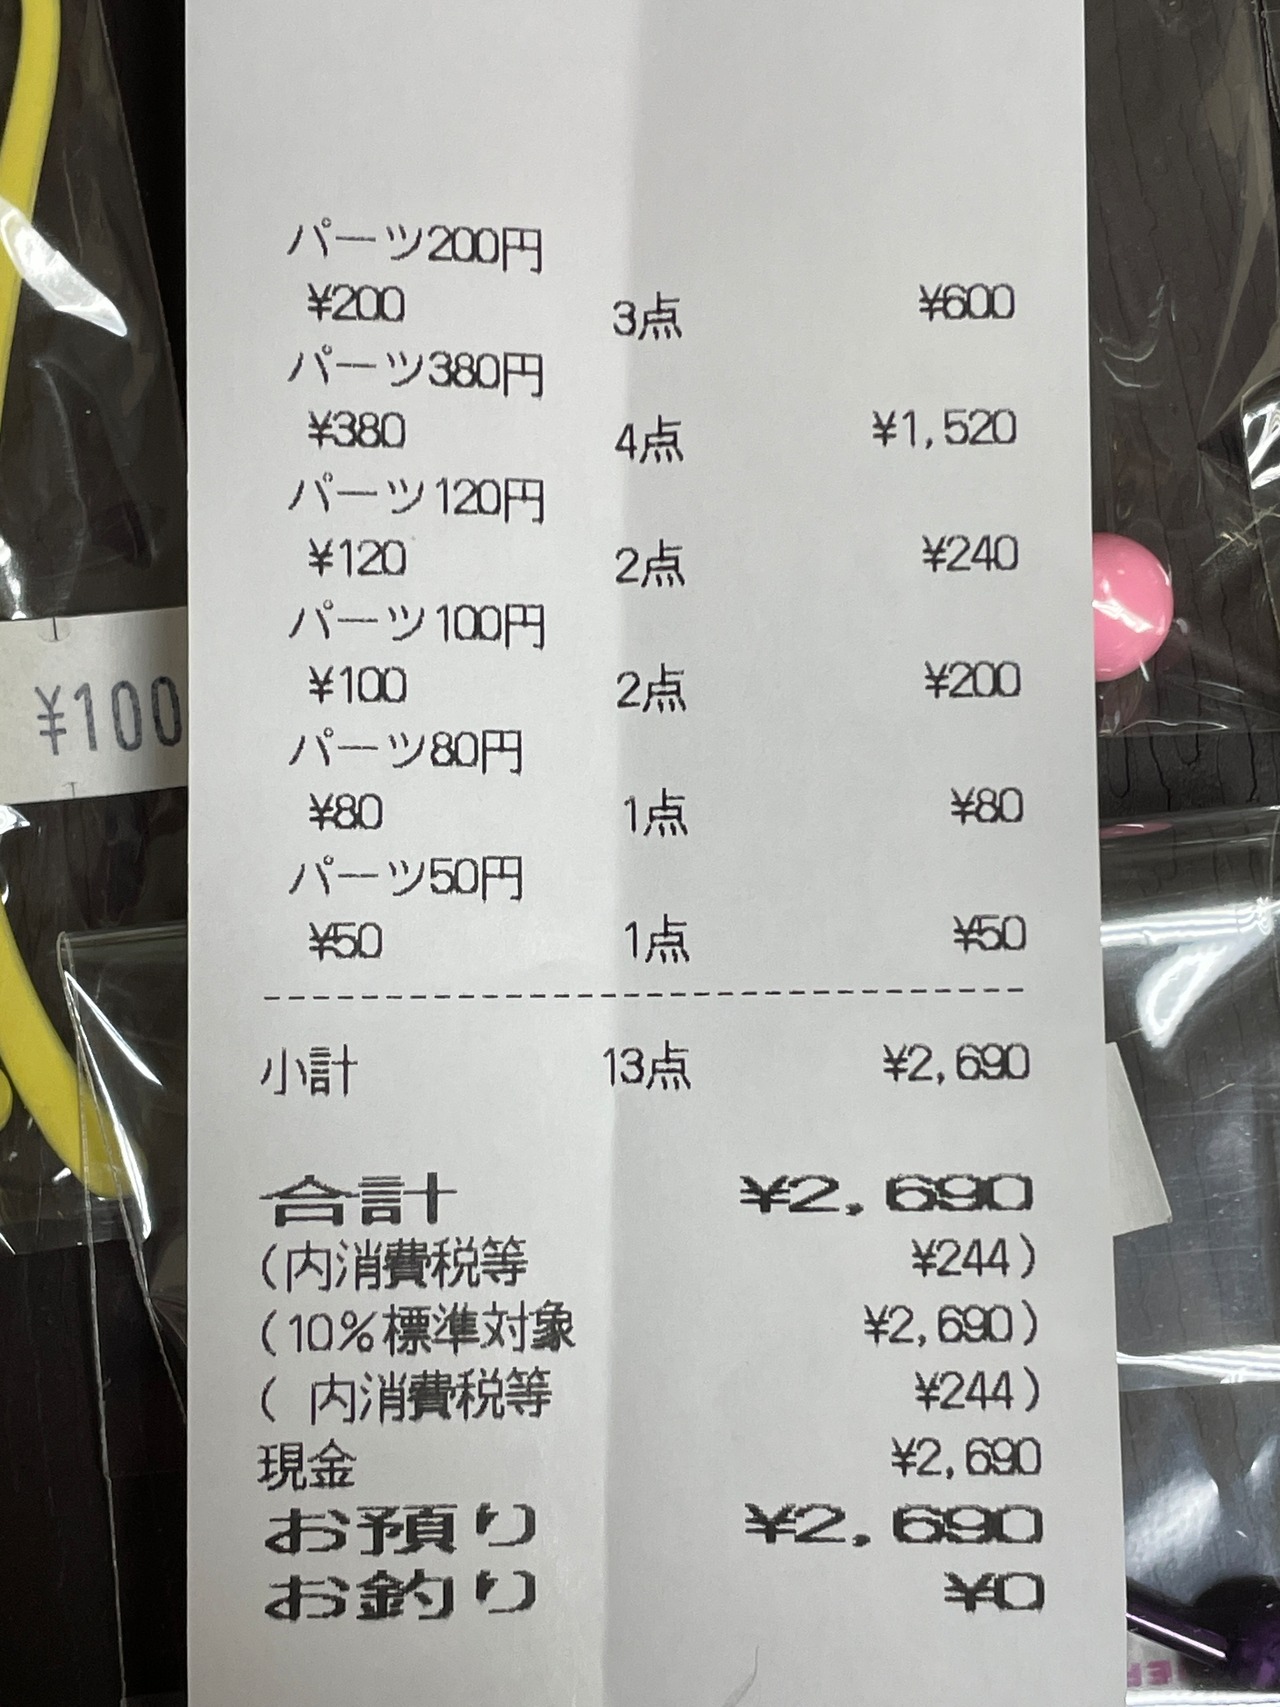 パーツ200円
¥200 3点 ¥600
パーツ380円
¥380 4点 ¥1,520
パーツ120円
¥120 2点 ¥240
パーツ100円
¥100 2点 ¥200
パーツ80円
¥80 1点 ¥80
パーツ50円
¥50 1点 ¥50
小計 13点 ¥2,690
合計 ¥2,690
(内消費税等 ¥244)
(10%標準対象 ¥2,690)
( 内消費税等 ¥244)
現金 ¥2,690
お預り ¥2,690
お釣り ¥0
¥100